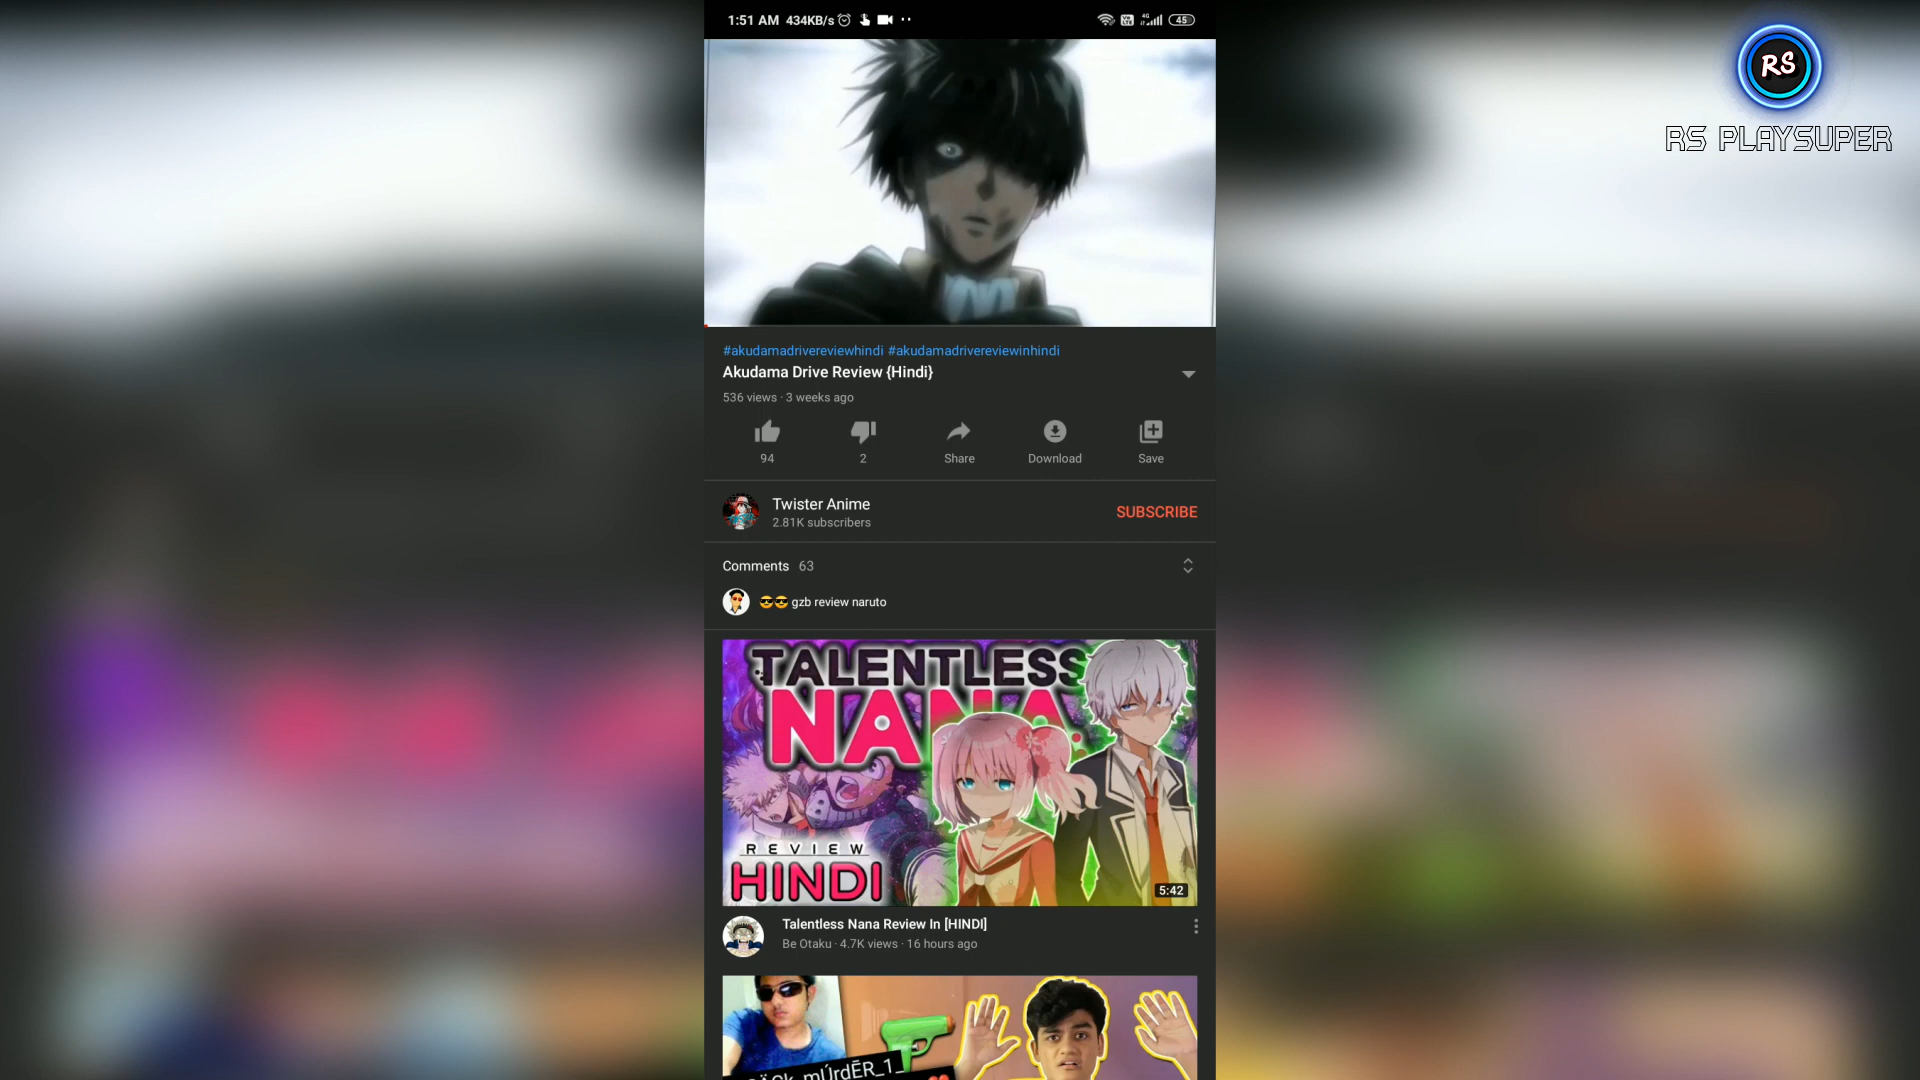 1:51 AM 434KB/s
4G 45
RS
RS PLAYSUPER
#akudamadrivereviewhindi #akudamadrivereviewinhindi
Akudama Drive Review {Hindi}
536 views · 3 weeks ago
94
2
Share
Download
Save
Twister Anime
2.81K subscribers
SUBSCRIBE
Comments 63
😎😎 gzb review naruto
TALENTLESS
NANA
REVIEW
HINDI
5:42
Talentless Nana Review In [HINDI]
Be Otaku · 4.7K views · 16 hours ago
mÚrdĒR_1_